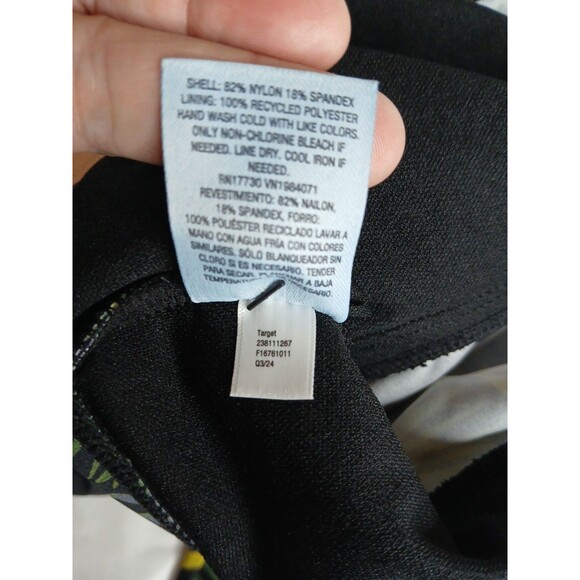 SHELL: 82% NYLON 18% SPANDEX
LINING: 100% RECYCLED POLYESTER
HAND WASH COLD WITH LIKE COLORS.
ONLY NON-CHLORINE BLEACH IF
NEEDED. LINE DRY. COOL IRON IF
NEEDED.
RN17730 VN1984071
REVESTIMIENTO: 82% NAILON,
18% SPANDEX, FORRO:
100% POLIÉSTER RECICLADO LAVAR A
MANO CON AGUA FRÍA CON COLORES
SIMILARES. SÓLO BLANQUEADOR SIN
CLORO SI ES NECESARIO. TENDER
PARA SECAR. A BAJA
Target
238111267
F16761011
Q3/24